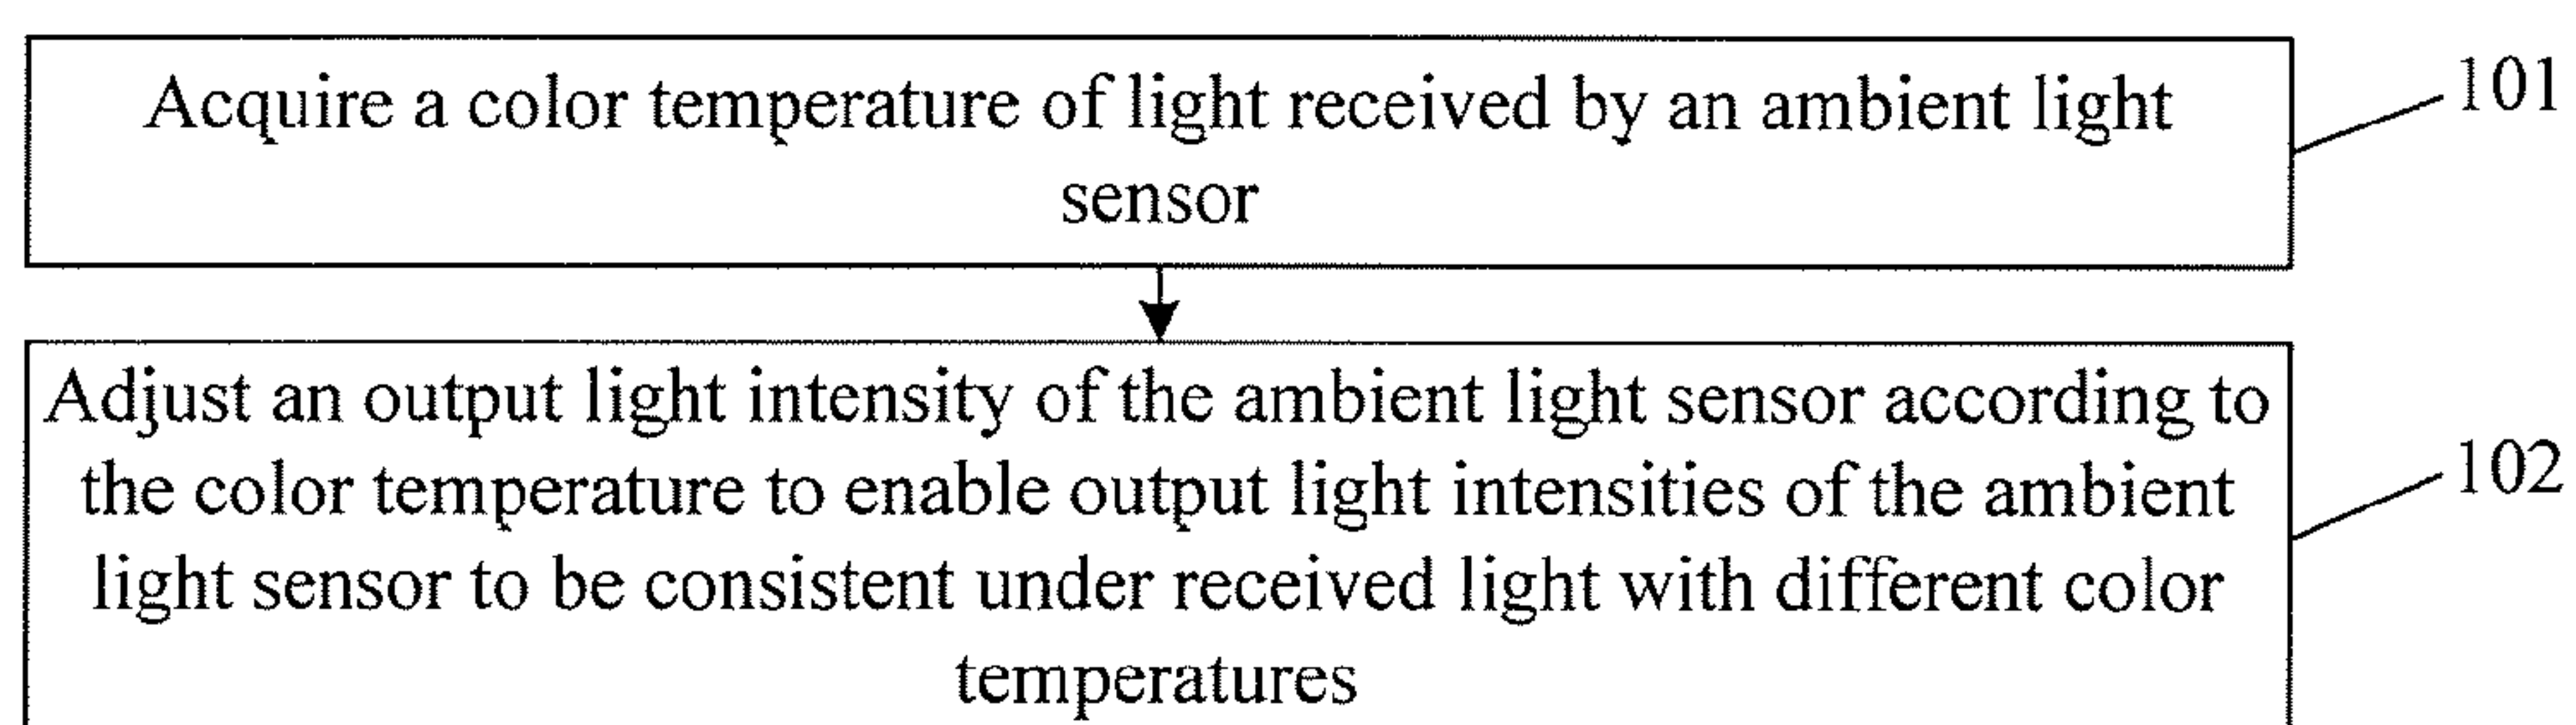 Acquire a color temperature of light received by an ambient light
sensor
101
Adjust an output light intensity of the ambient light sensor according to
the color temperature to enable output light intensities of the ambient
light sensor to be consistent under received light with different color
temperatures
102